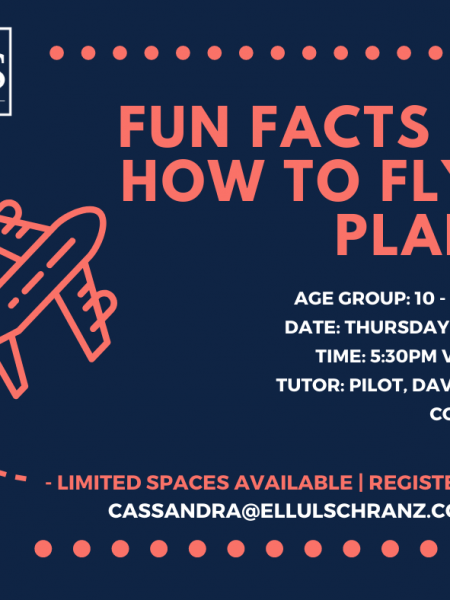 S
FUN FACTS
HOW TO FLY
PLA
AGE GROUP: 10 -
DATE: THURSDAY
TIME: 5:30PM V
TUTOR: PILOT, DAV
CO
- LIMITED SPACES AVAILABLE | REGISTE
CASSANDRA@ELLULSCHRANZ.CO